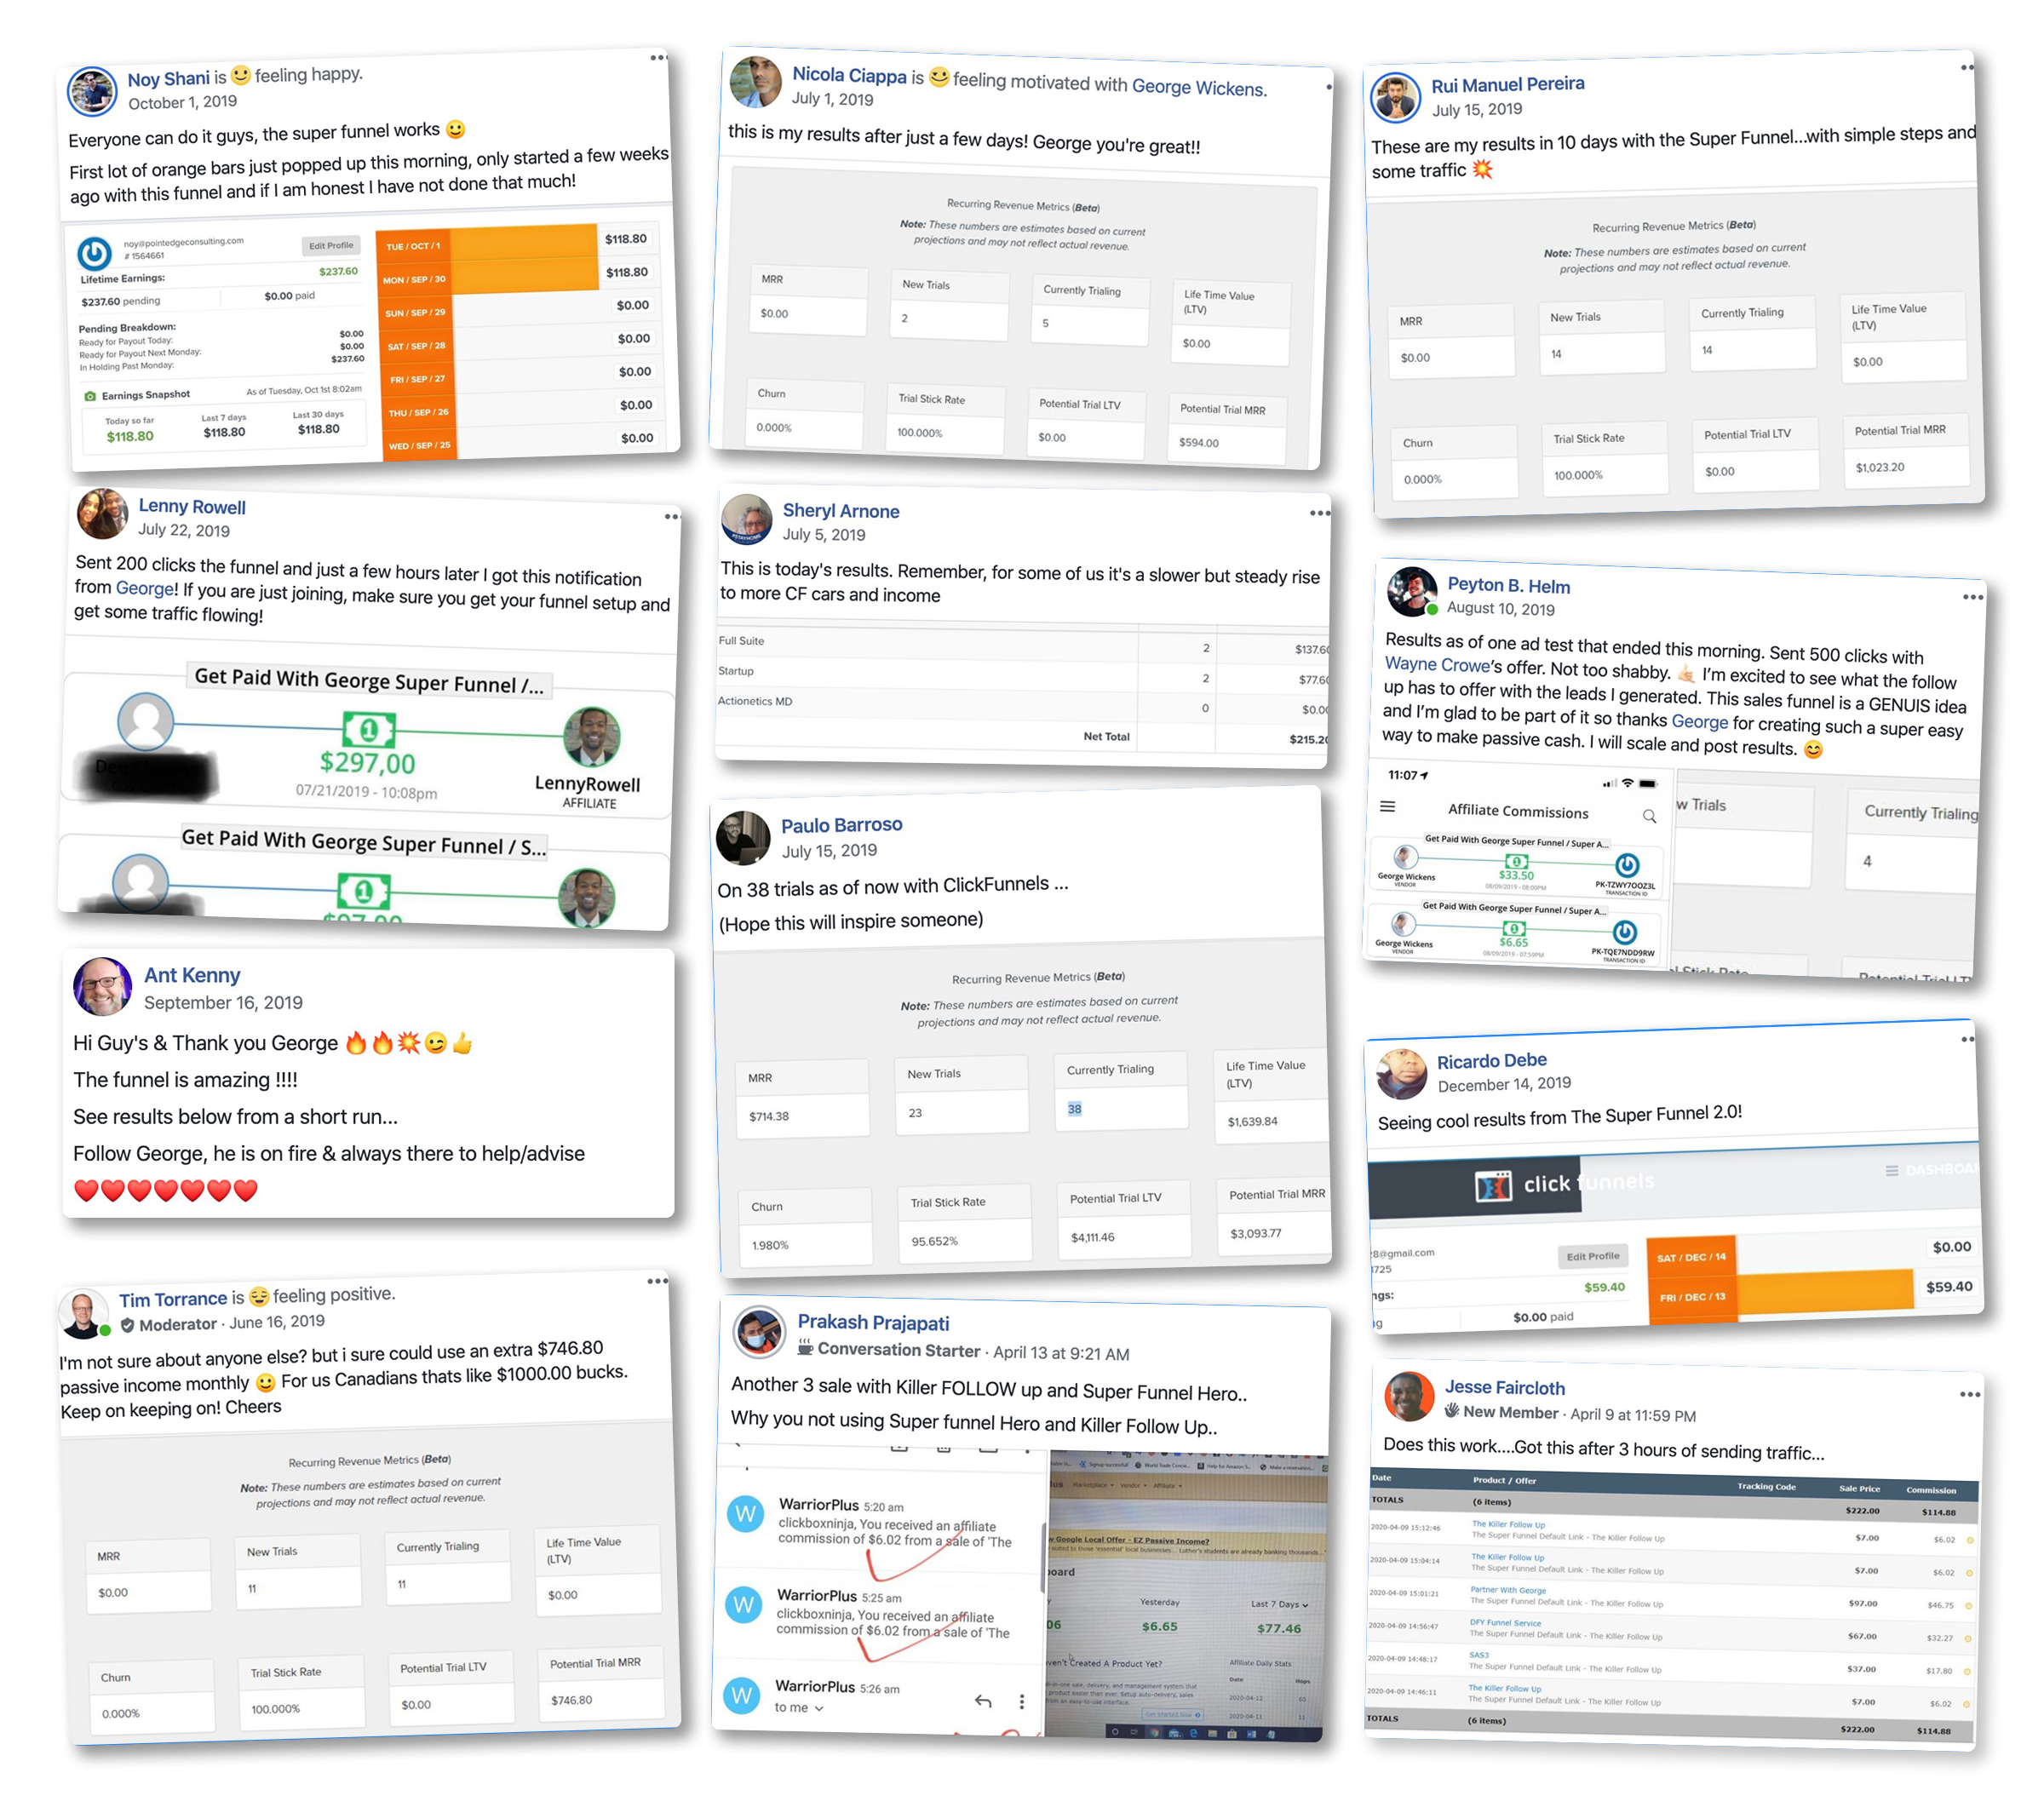 Noy Shani is feeling happy.
October 1, 2019
Everyone can do it guys, the super funnel works
First lot of orange bars just popped up this morning, only started a few weeks
ago with this funnel and if I am honest I have not done that much!
noy@pointedgeconsulting.com
# 1564661
Edit Profile
Lifetime Earnings:
$237.60
$237.60 pending
$0.00 paid
Pending Breakdown:
Ready for Payout Today: $0.00
Ready for Payout Next Monday: $0.00
In Holding Past Monday: $237.60
Earnings Snapshot
As of Tuesday, Oct 1st 8:02am
Today so far
$118.80
Last 7 days
$118.80
Last 30 days
$118.80
TUE / OCT / 1 $118.80
MON / SEP / 30 $118.80
SUN / SEP / 29 $0.00
SAT / SEP / 28 $0.00
FRI / SEP / 27 $0.00
THU / SEP / 26 $0.00
WED / SEP / 25 $0.00
Nicola Ciappa is feeling motivated with George Wickens.
July 1, 2019
this is my results after just a few days! George you're great!!
Recurring Revenue Metrics (Beta)
Note: These numbers are estimates based on current
projections and may not reflect actual revenue.
MRR
$0.00
New Trials
2
Currently Trialing
5
Life Time Value
(LTV)
$0.00
Churn
0.000%
Trial Stick Rate
100.000%
Potential Trial LTV
$0.00
Potential Trial MRR
$594.00
Rui Manuel Pereira
July 15, 2019
These are my results in 10 days with the Super Funnel...with simple steps and
some traffic
Recurring Revenue Metrics (Beta)
Note: These numbers are estimates based on current
projections and may not reflect actual revenue.
MRR
$0.00
New Trials
14
Currently Trialing
14
Life Time Value
(LTV)
$0.00
Churn
0.000%
Trial Stick Rate
100.000%
Potential Trial LTV
$0.00
Potential Trial MRR
$1,023.20
Lenny Rowell
July 22, 2019
Sent 200 clicks the funnel and just a few hours later I got this notification
from George! If you are just joining, make sure you get your funnel setup and
get some traffic flowing!
Get Paid With George Super Funnel /...
$297,00
07/21/2019 - 10:08pm
LennyRowell
AFFILIATE
Get Paid With George Super Funnel / S...
Sheryl Arnone
July 5, 2019
This is today's results. Remember, for some of us it's a slower but steady rise
to more CF cars and income
Full Suite 2 $137.60
Startup 2 $77.60
Actionetics MD 0 $0.00
Net Total $215.20
Peyton B. Helm
August 10, 2019
Results as of one ad test that ended this morning. Sent 500 clicks with
Wayne Crowe's offer. Not too shabby. I'm excited to see what the follow
up has to offer with the leads I generated. This sales funnel is a GENUIS idea
and I'm glad to be part of it so thanks George for creating such a super easy
way to make passive cash. I will scale and post results.
11:07
Affiliate Commissions
Get Paid With George Super Funnel / Super A...
George Wickens
VENDOR
$33.50
08/09/2019 - 08:00PM
PK-TZWY7OOZ3L
TRANSACTION ID
Get Paid With George Super Funnel / Super A...
George Wickens
VENDOR
$6.65
08/09/2019 - 07:59PM
PK-TQE7NDD9RW
TRANSACTION ID
w Trials
Currently Trialing
4
Paulo Barroso
July 15, 2019
On 38 trials as of now with ClickFunnels ...
(Hope this will inspire someone)
Recurring Revenue Metrics (Beta)
Note: These numbers are estimates based on current
projections and may not reflect actual revenue.
MRR
$714.38
New Trials
23
Currently Trialing
38
Life Time Value
(LTV)
$1,639.84
Churn
1.980%
Trial Stick Rate
95.652%
Potential Trial LTV
$4,111.46
Potential Trial MRR
$3,093.77
Ant Kenny
September 16, 2019
Hi Guy's & Thank you George
The funnel is amazing !!!!
See results below from a short run...
Follow George, he is on fire & always there to help/advise
Ricardo Debe
December 14, 2019
Seeing cool results from The Super Funnel 2.0!
click funnels
DASHBOAR
28@gmail.com
1725
Edit Profile
ngs:
$59.40
$0.00 paid
SAT / DEC / 14 $0.00
FRI / DEC / 13 $59.40
Tim Torrance is feeling positive.
Moderator · June 16, 2019
I'm not sure about anyone else? but i sure could use an extra $746.80
passive income monthly For us Canadians thats like $1000.00 bucks.
Keep on keeping on! Cheers
Recurring Revenue Metrics (Beta)
Note: These numbers are estimates based on current
projections and may not reflect actual revenue.
MRR
$0.00
New Trials
11
Currently Trialing
11
Life Time Value
(LTV)
$0.00
Churn
0.000%
Trial Stick Rate
100.000%
Potential Trial LTV
$0.00
Potential Trial MRR
$746.80
Prakash Prajapati
Conversation Starter · April 13 at 9:21 AM
Another 3 sale with Killer FOLLOW up and Super Funnel Hero..
Why you not using Super funnel Hero and Killer Follow Up..
WarriorPlus 5:20 am
clickboxninja, You received an affiliate
commission of $6.02 from a sale of 'The
WarriorPlus 5:25 am
clickboxninja, You received an affiliate
commission of $6.02 from a sale of 'The
WarriorPlus 5:26 am
to me
w Google Local Offer - EZ Passive Income?
board
Yesterday
Last 7 Days
06
$6.65
$77.46
ven't Created A Product Yet?
Affiliate Daily Stats
Date
2020-04-12
2020-04-11
Jesse Faircloth
New Member · April 9 at 11:59 PM
Does this work....Got this after 3 hours of sending traffic...
Date Product / Offer Tracking Code Sale Price Commission
TOTALS (6 items) $222.00 $114.88
2020-04-09 15:12:46 The Killer Follow Up $7.00 $6.02
The Super Funnel Default Link - The Killer Follow Up
2020-04-09 15:04:14 The Killer Follow Up $7.00 $6.02
The Super Funnel Default Link - The Killer Follow Up
2020-04-09 15:01:21 Partner With George $97.00 $46.75
The Super Funnel Default Link - The Killer Follow Up
2020-04-09 14:56:47 DFY Funnel Service $67.00 $32.27
The Super Funnel Default Link - The Killer Follow Up
2020-04-09 14:48:17 SAS3 $37.00 $17.80
The Super Funnel Default Link - The Killer Follow Up
2020-04-09 14:46:11 The Killer Follow Up $7.00 $6.02
The Super Funnel Default Link - The Killer Follow Up
TOTALS (6 items) $222.00 $114.88